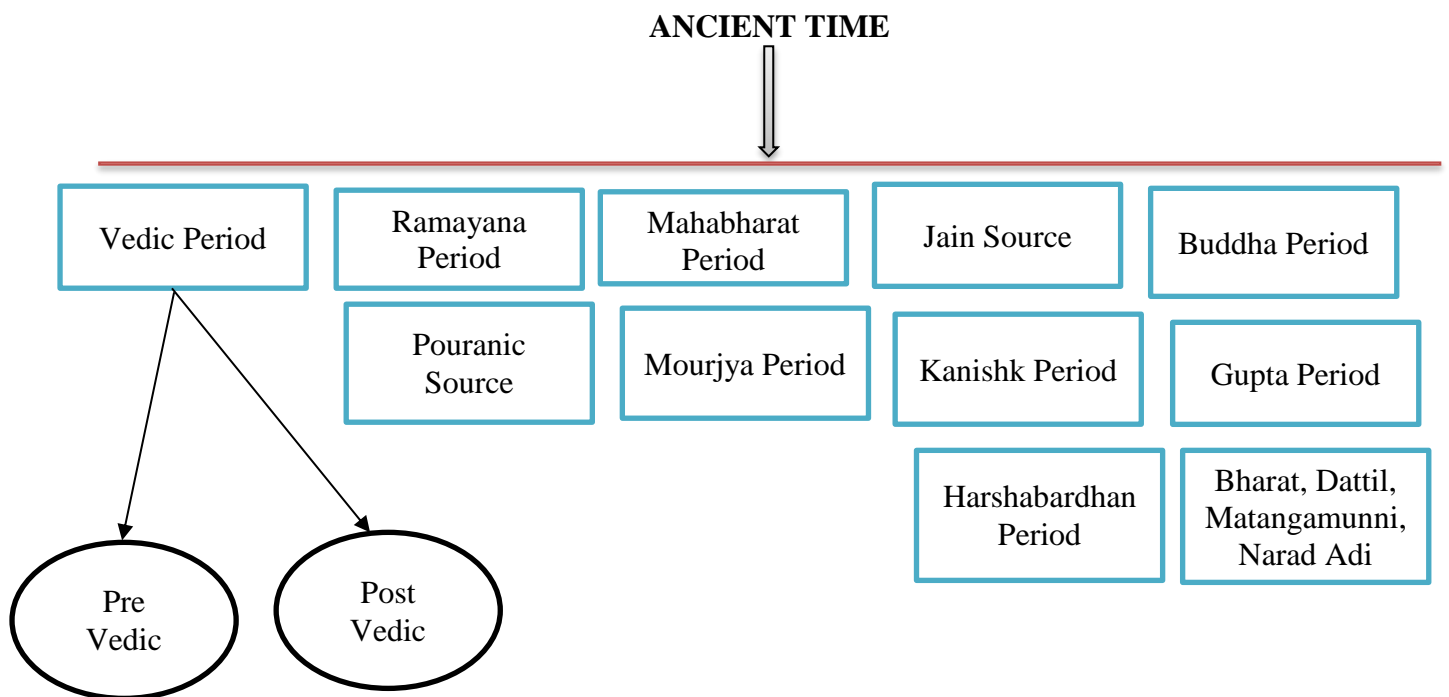 ANCIENT TIME
Vedic Period
Ramayana
Period
Mahabharat
Period
Jain Source
Buddha Period
Pouranic
Source
Mourjya Period
Kanishk Period
Gupta Period
Harshabardhan
Period
Bharat, Dattil,
Matangamunni,
Narad Adi
Pre
Vedic
Post
Vedic